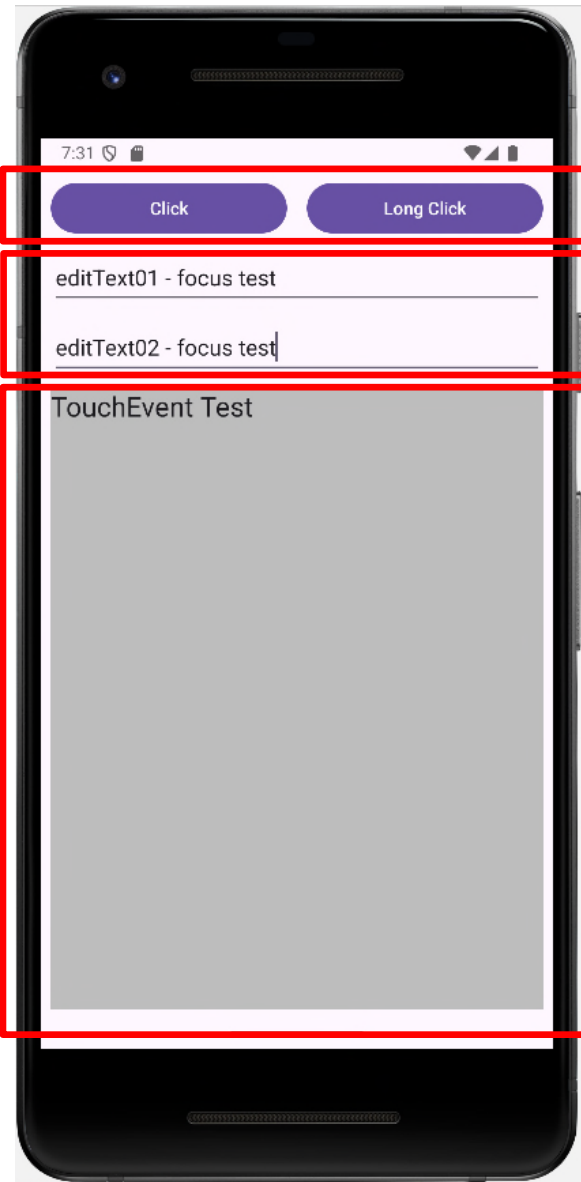 7:31
Click Long Click
editText01 - focus test
editText02 - focus test
TouchEvent Test